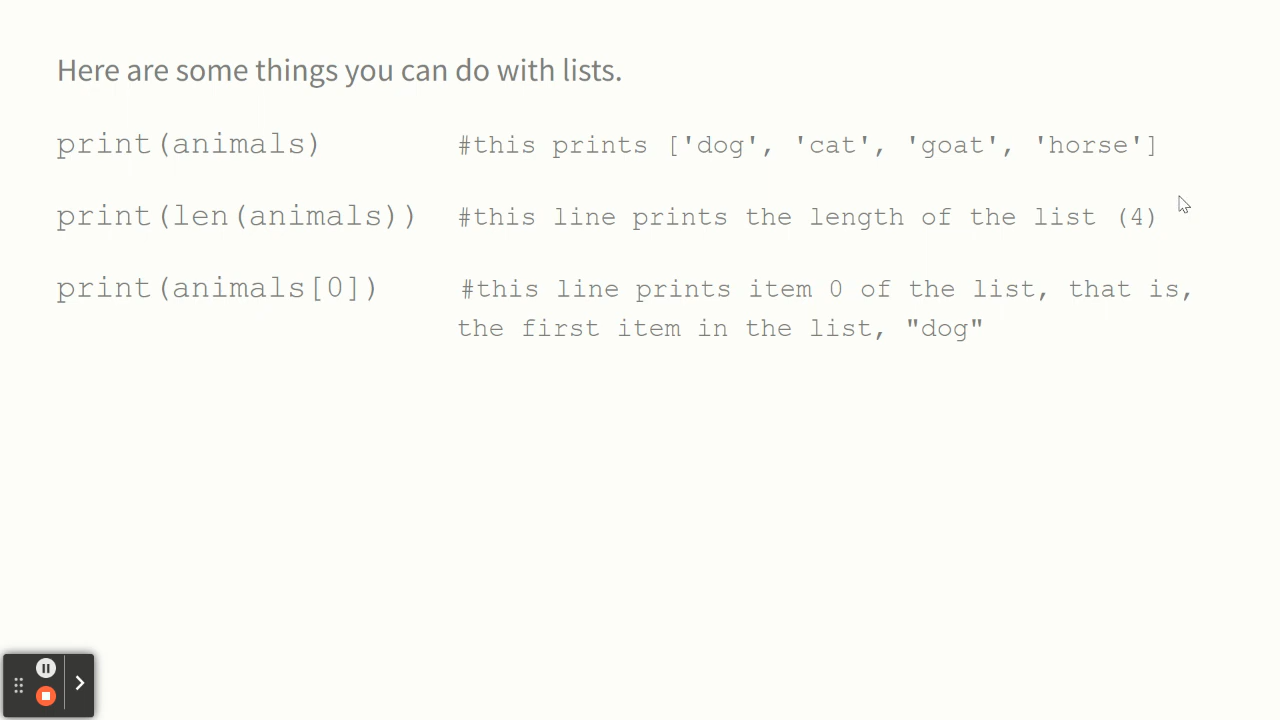 Here are some things you can do with lists.
print(animals) #this prints ['dog', 'cat', 'goat', 'horse']
print(len(animals)) #this line prints the length of the list (4)
print(animals[0]) #this line prints item 0 of the list, that is,
the first item in the list, "dog"